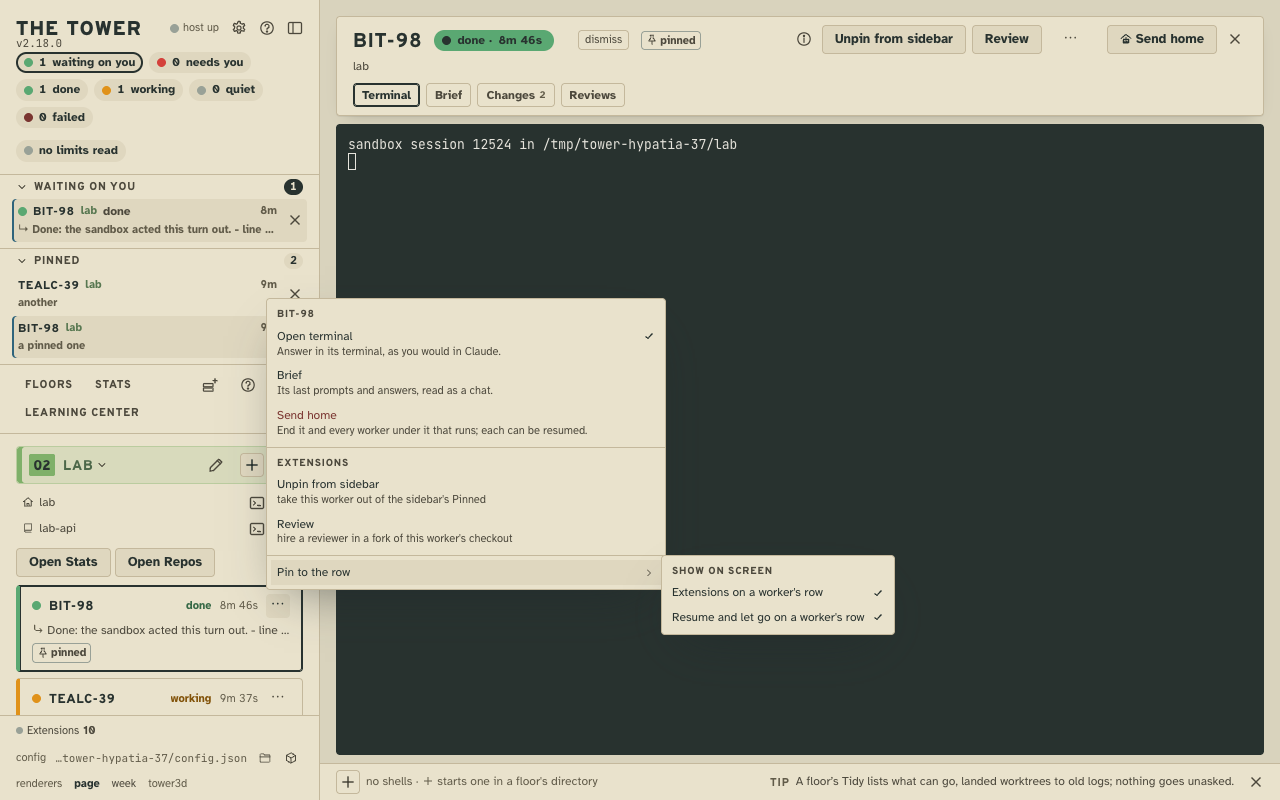 THE TOWER
host up
v2.18.0
1 waiting on you
0 needs you
1 done
1 working
0 quiet
0 failed
no limits read
WAITING ON YOU
1
BIT-98 lab done 8m
Done: the sandbox acted this turn out. - line ...
PINNED
2
TEALC-39 lab 9m
another
BIT-98 lab 9
a pinned one
FLOORS STATS
LEARNING CENTER
02 LAB
lab
lab-api
Open Stats Open Repos
BIT-98 done 8m 46s ...
Done: the sandbox acted this turn out. - line ...
pinned
TEALC-39 working 9m 37s ...
Extensions 10
config …tower-hypatia-37/config.json
renderers page week tower3d
BIT-98 done · 8m 46s dismiss pinned
Unpin from sidebar Review ... Send home
lab
Terminal Brief Changes 2 Reviews
sandbox session 12524 in /tmp/tower-hypatia-37/lab
BIT-98
Open terminal
Answer in its terminal, as you would in Claude.
Brief
Its last prompts and answers, read as a chat.
Send home
End it and every worker under it that runs; each can be resumed.
EXTENSIONS
Unpin from sidebar
take this worker out of the sidebar's Pinned
Review
hire a reviewer in a fork of this worker's checkout
Pin to the row
SHOW ON SCREEN
Extensions on a worker's row
Resume and let go on a worker's row
no shells · + starts one in a floor's directory
TIP A floor's Tidy lists what can go, landed worktrees to old logs; nothing goes unasked.